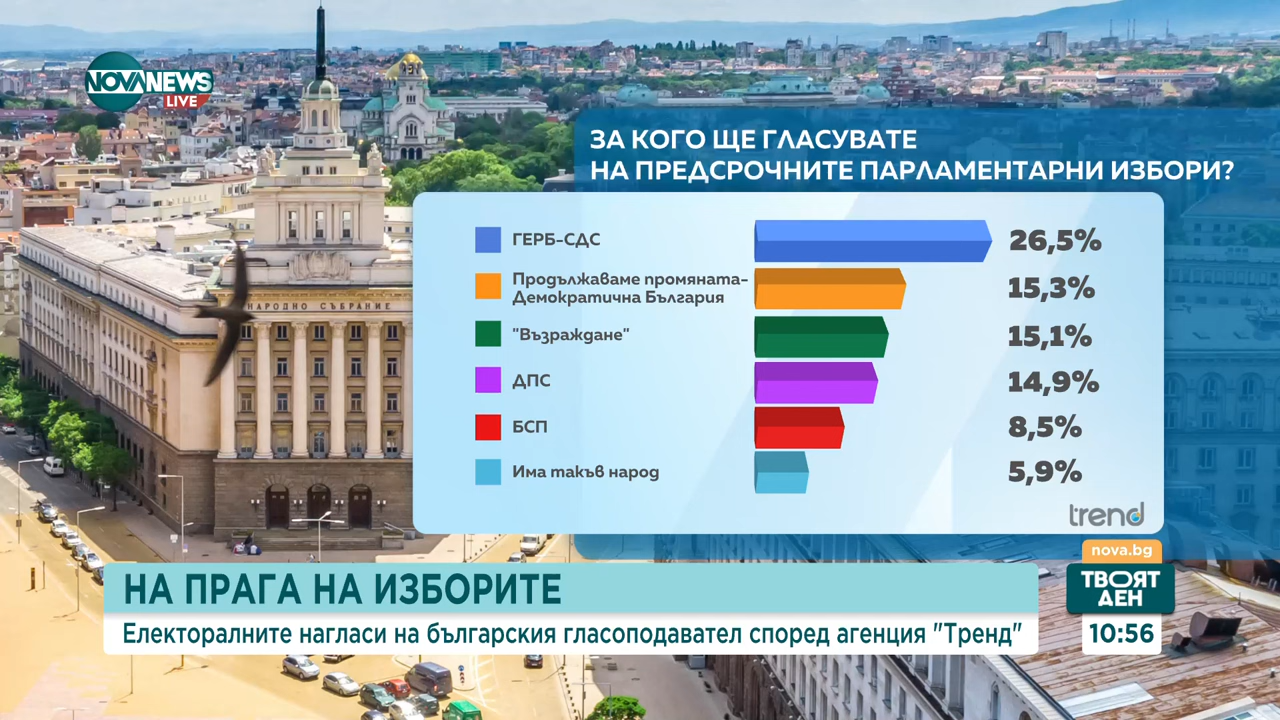 NOVA NEWS
LIVE
ЗА КОГО ЩЕ ГЛАСУВАТЕ
НА ПРЕДСРОЧНИТЕ ПАРЛАМЕНТАРНИ ИЗБОРИ?
ГЕРБ-СДС 26,5%
Продължаваме промяната-
Демократична България 15,3%
"Възраждане" 15,1%
ДПС 14,9%
БСП 8,5%
Има такъв народ 5,9%
trend
НАРОДНО СЪБРАНИЕ
nova.bg
ТВОЯТ
ДЕН
10:56
НА ПРАГА НА ИЗБОРИТЕ
Електоралните нагласи на българския гласоподавател според агенция "Тренд"